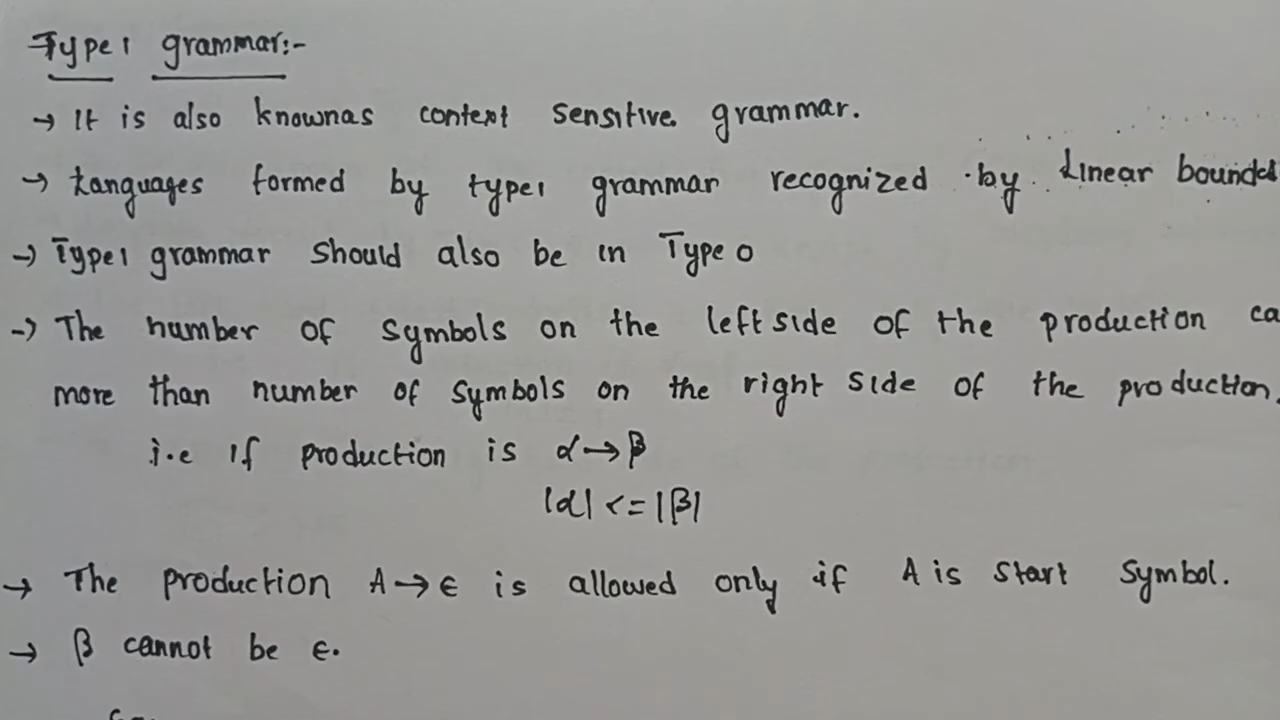 Type1 grammar:-
→ It is also knownas context sensitive grammar.
→ Languages formed by type1 grammar recognized by Linear bounded
→ Type1 grammar should also be in Type 0
→ The number of symbols on the left side of the production ca
more than number of symbols on the right side of the production.
i.e if production is α→β
|α| <= |β|
→ The production A→ϵ is allowed only if A is start symbol.
→ β cannot be ϵ.